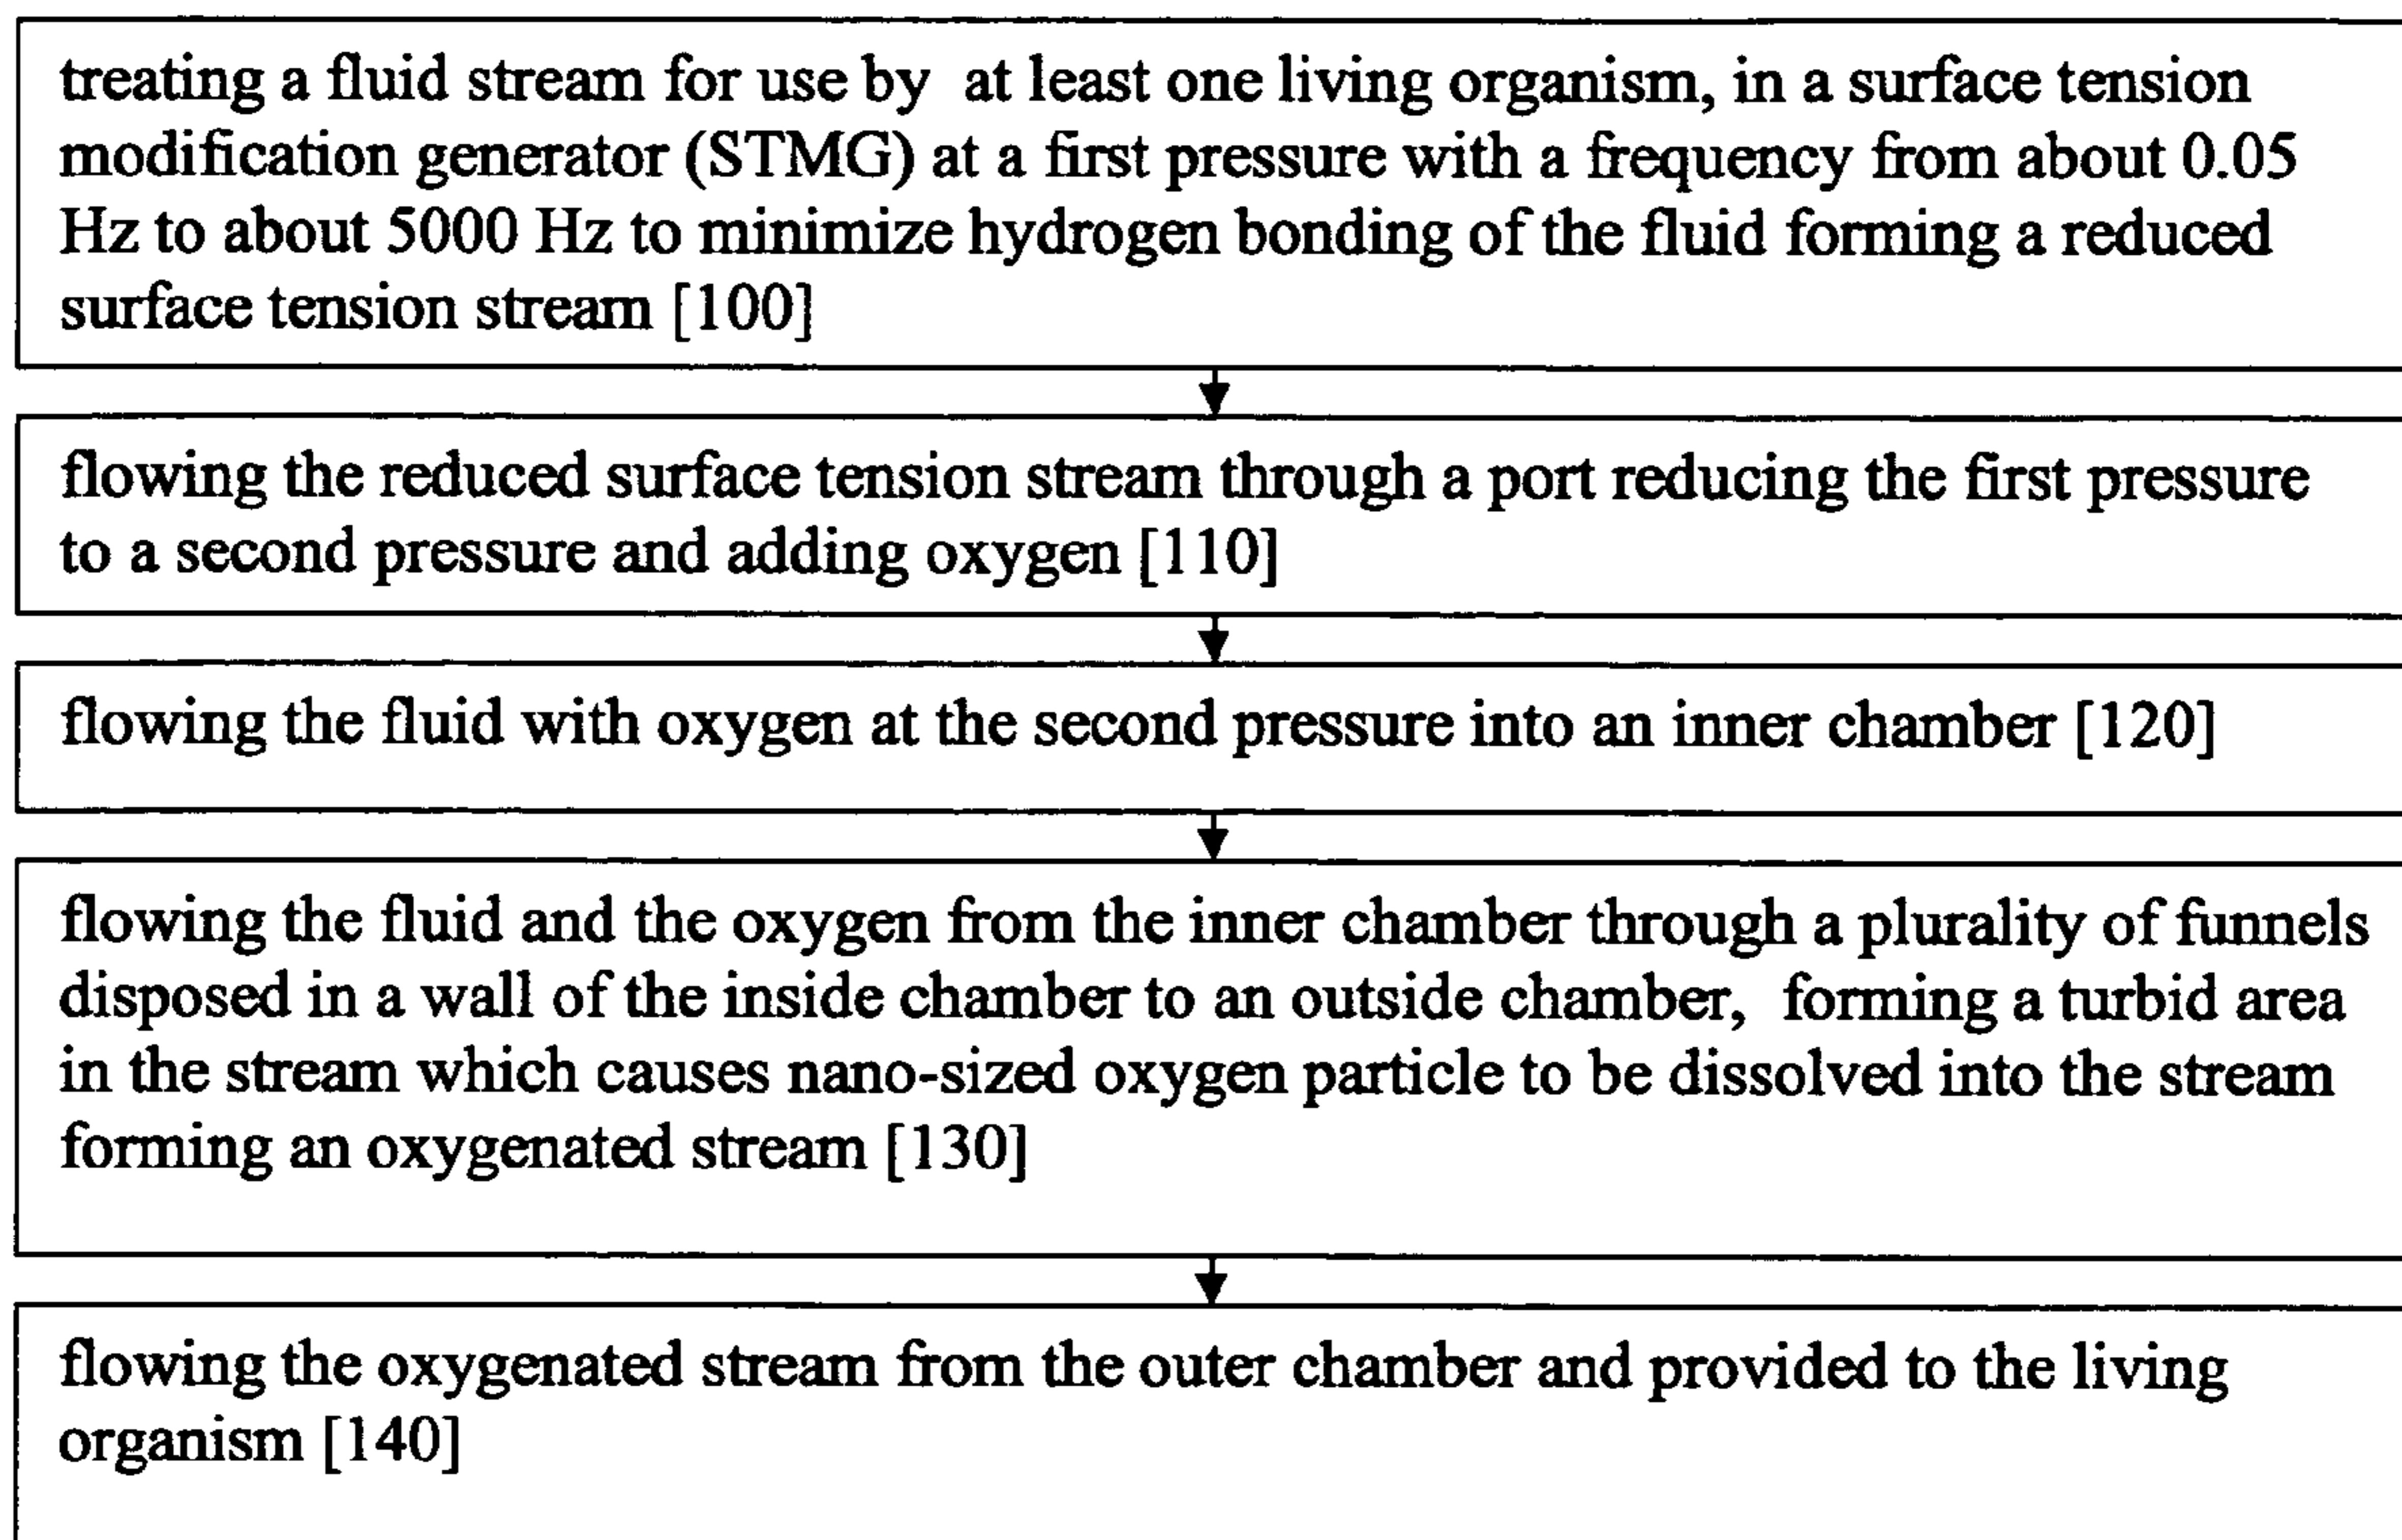 treating a fluid stream for use by at least one living organism, in a surface tension
modification generator (STMG) at a first pressure with a frequency from about 0.05
Hz to about 5000 Hz to minimize hydrogen bonding of the fluid forming a reduced
surface tension stream [100]
flowing the reduced surface tension stream through a port reducing the first pressure
to a second pressure and adding oxygen [110]
flowing the fluid with oxygen at the second pressure into an inner chamber [120]
flowing the fluid and the oxygen from the inner chamber through a plurality of funnels
disposed in a wall of the inside chamber to an outside chamber, forming a turbid area
in the stream which causes nano-sized oxygen particle to be dissolved into the stream
forming an oxygenated stream [130]
flowing the oxygenated stream from the outer chamber and provided to the living
organism [140]